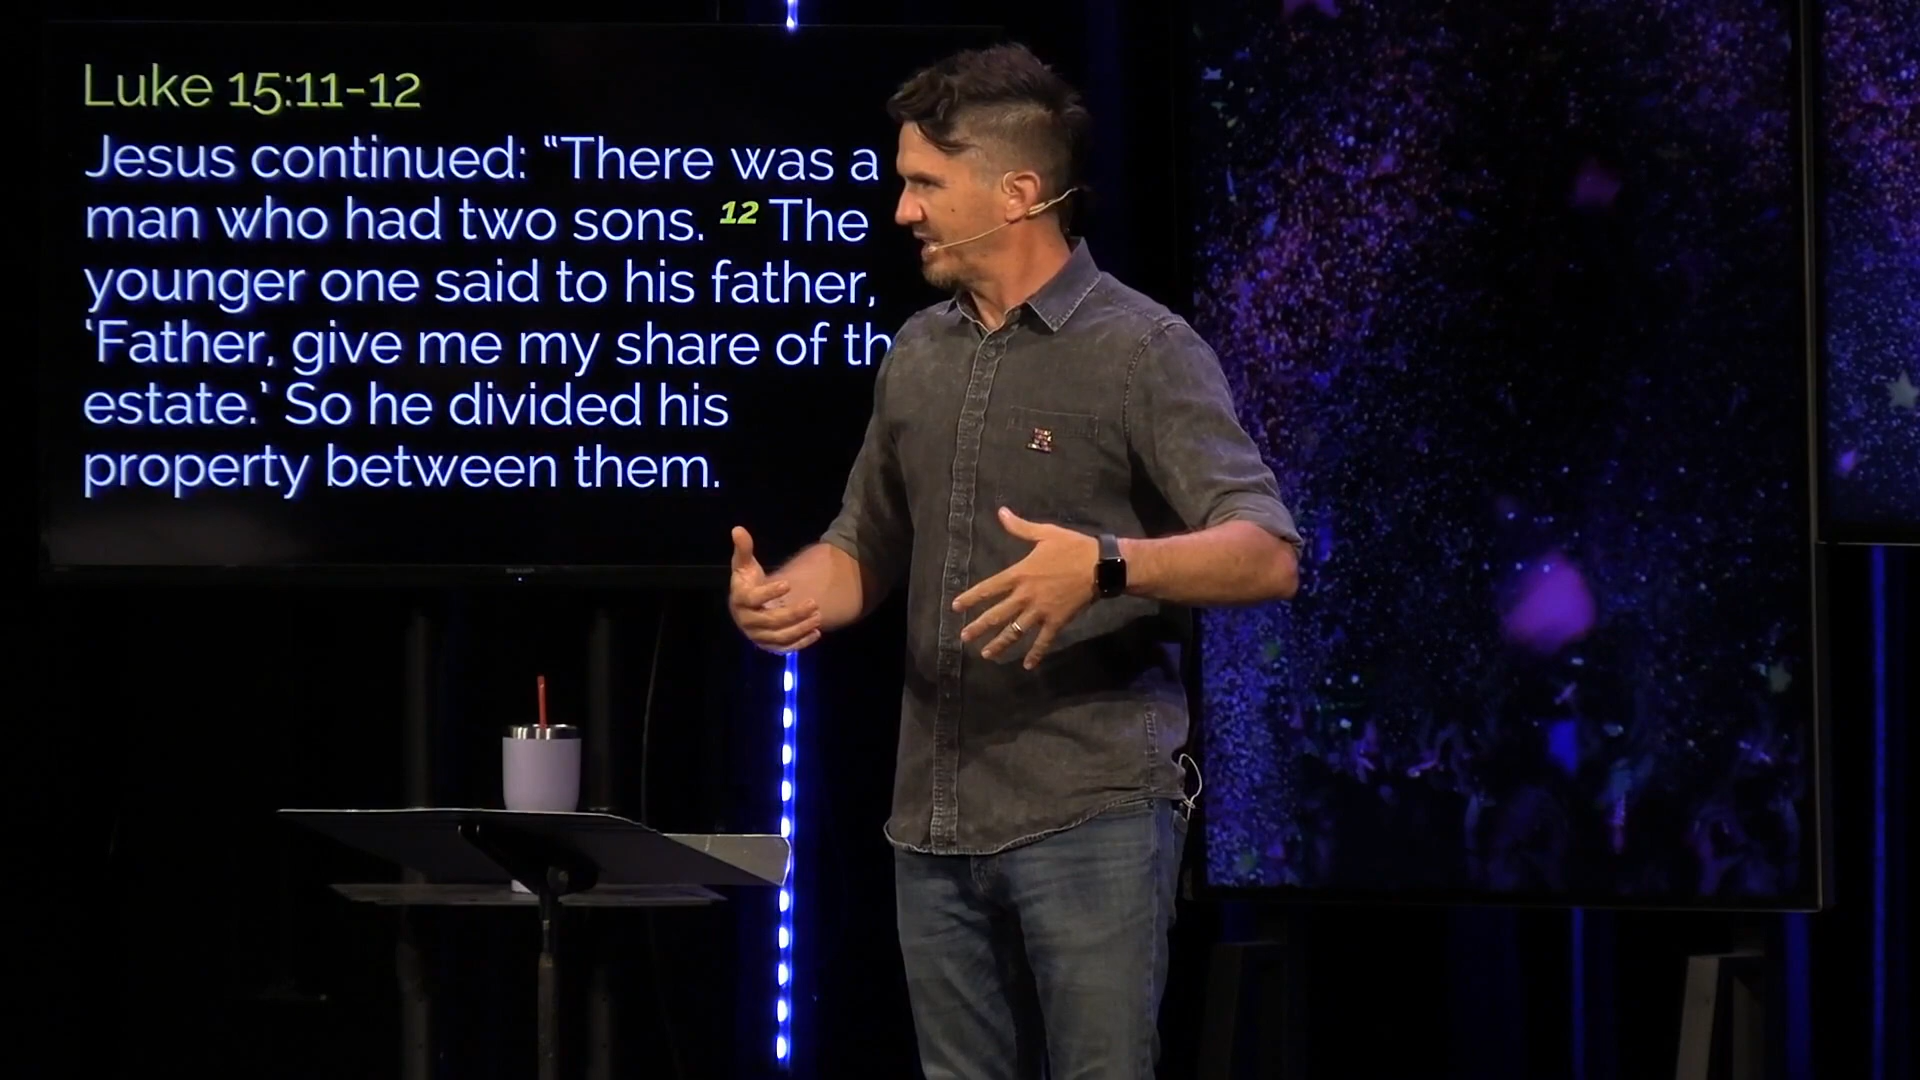 Luke 15:11-12
Jesus continued: “There was a
man who had two sons. 12 The
younger one said to his father,
‘Father, give me my share of th
estate.’ So he divided his
property between them.
SHARP